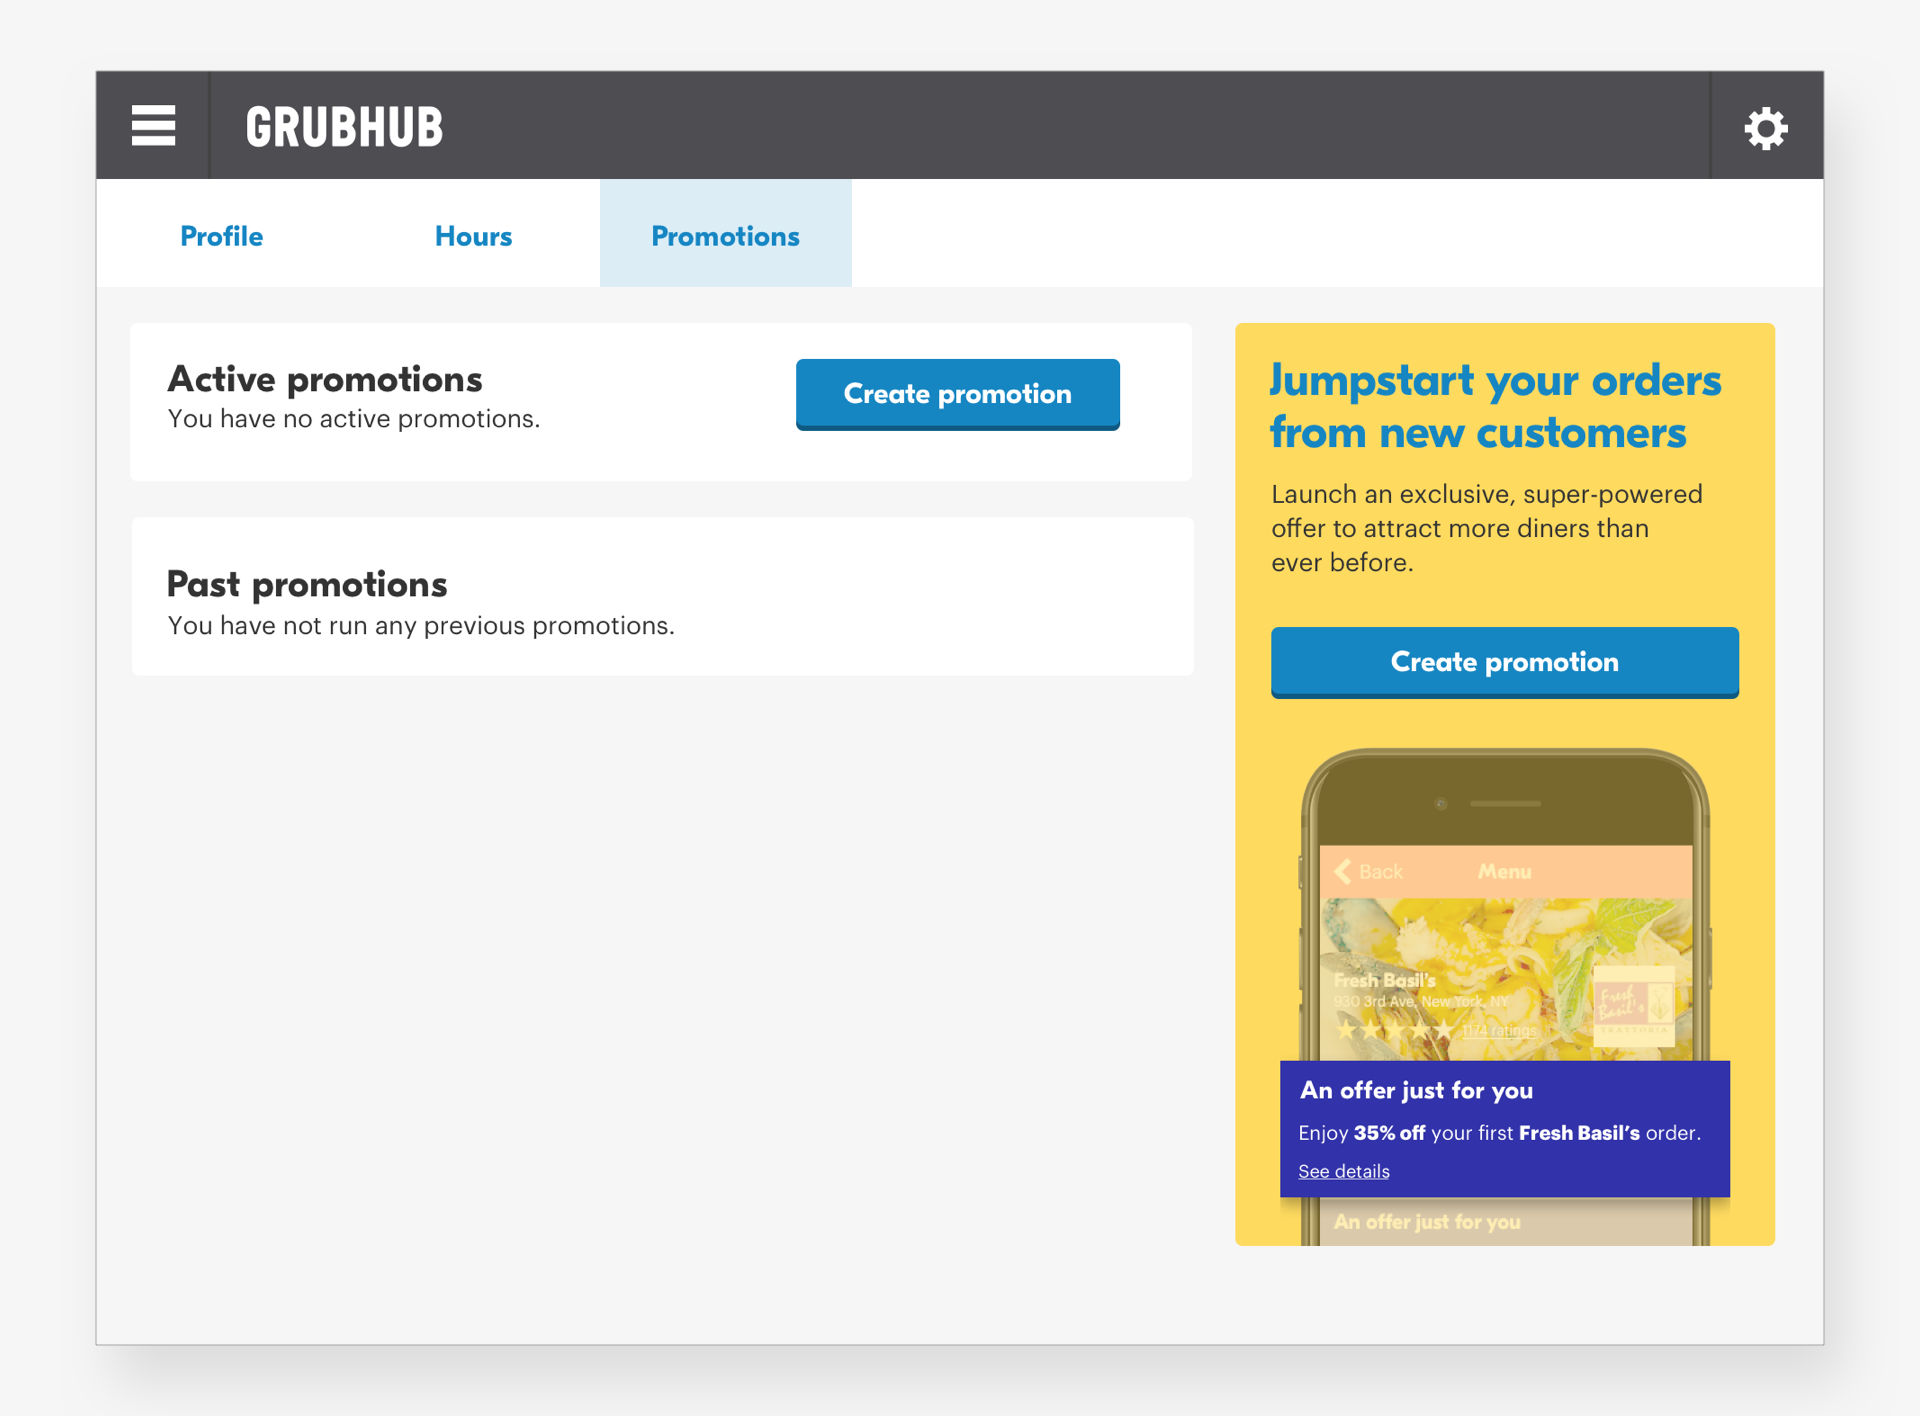 GRUBHUB
Profile
Hours
Promotions
Active promotions
You have no active promotions.
Create promotion
Past promotions
You have not run any previous promotions.
Jumpstart your orders
from new customers
Launch an exclusive, super-powered
offer to attract more diners than
ever before.
Create promotion
Back
Menu
Fresh Basil's
930 3rd Ave, New York, NY
1174 ratings
Fresh
Basil's
TRATTORIA
An offer just for you
Enjoy 35% off your first Fresh Basil’s order.
See details
An offer just for you